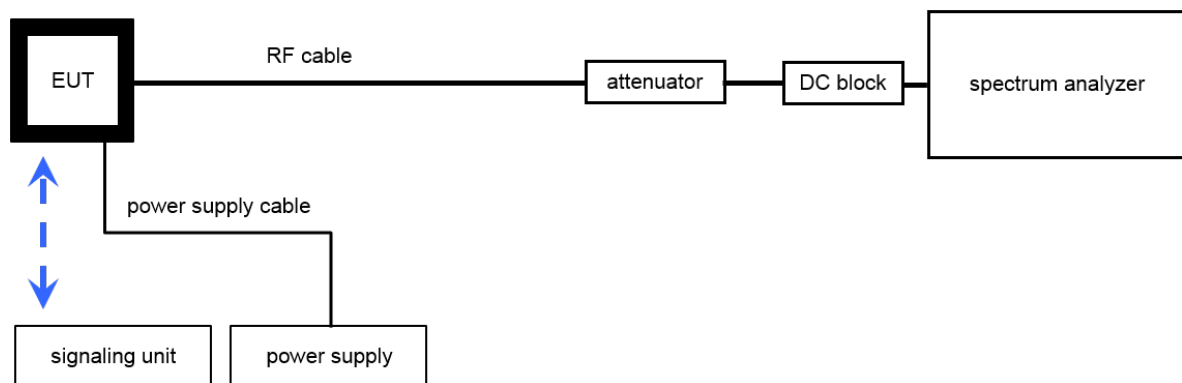 EUT
RF cable
attenuator
DC block
spectrum analyzer
power supply cable
signaling unit
power supply